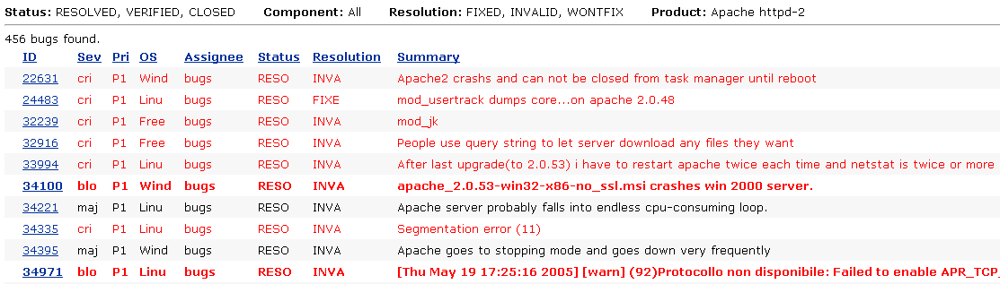 Status: RESOLVED, VERIFIED, CLOSED Component: All Resolution: FIXED, INVALID, WONTFIX Product: Apache httpd-2
456 bugs found.
ID Sev Pri OS Assignee Status Resolution Summary
22631 cri P1 Wind bugs RESO INVA Apache2 crashs and can not be closed from task manager until reboot
24483 cri P1 Linu bugs RESO FIXE mod_usertrack dumps core...on apache 2.0.48
32239 cri P1 Free bugs RESO INVA mod_jk
32916 cri P1 Free bugs RESO INVA People use query string to let server download any files they want
33994 cri P1 Linu bugs RESO INVA After last upgrade(to 2.0.53) i have to restart apache twice each time and netstat is twice or more
34100 blo P1 Wind bugs RESO INVA apache_2.0.53-win32-x86-no_ssl.msi crashes win 2000 server.
34221 maj P1 Linu bugs RESO INVA Apache server probably falls into endless cpu-consuming loop.
34335 cri P1 Linu bugs RESO INVA Segmentation error (11)
34395 maj P1 Wind bugs RESO INVA Apache goes to stopping mode and goes down very frequently
34971 blo P1 Linu bugs RESO INVA [Thu May 19 17:25:16 2005] [warn] (92)Protocollo non disponibile: Failed to enable APR_TCP_